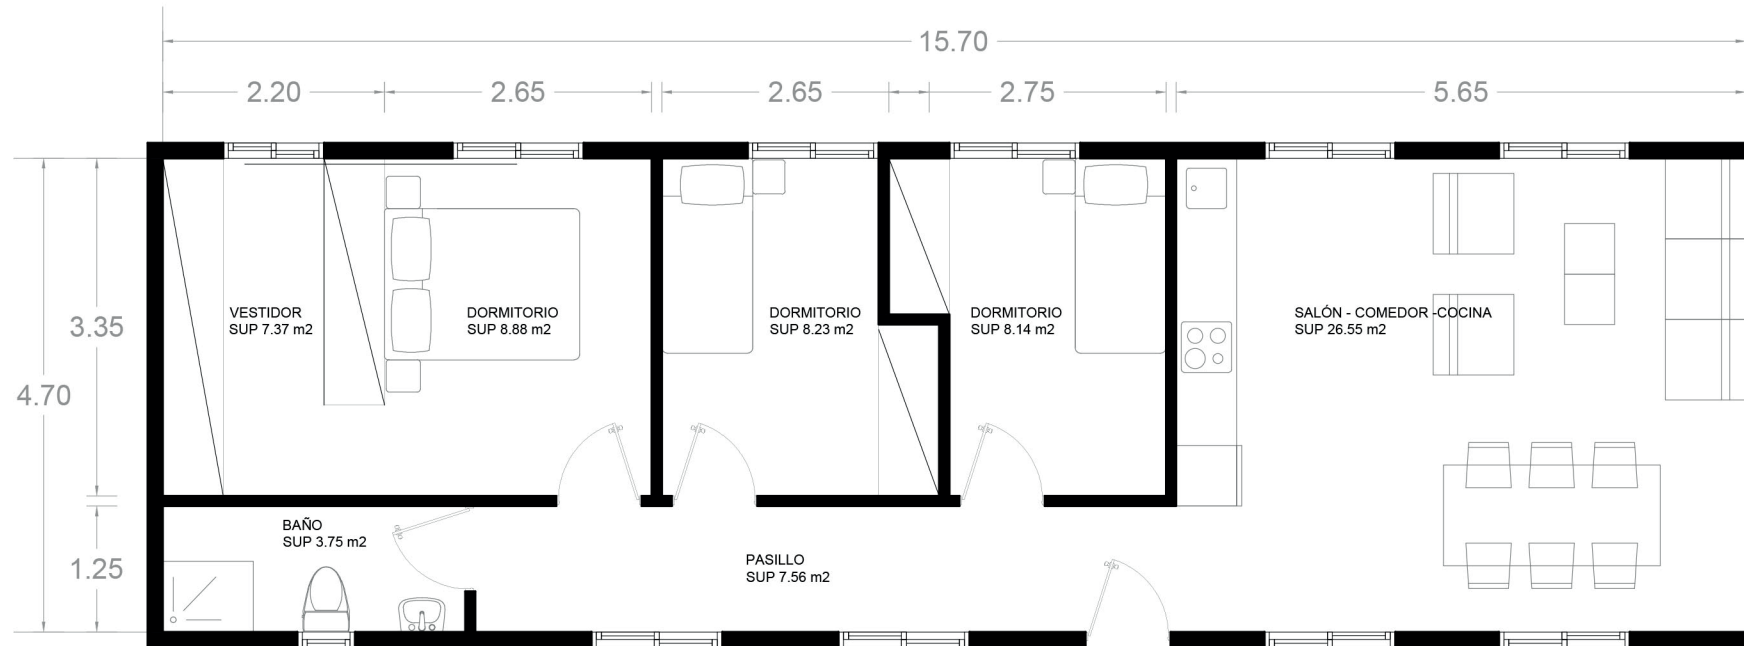 15.70
2.20
2.65
2.65
2.75
5.65
3.35
4.70
1.25
VESTIDOR
SUP 7.37 m2
DORMITORIO
SUP 8.88 m2
DORMITORIO
SUP 8.23 m2
DORMITORIO
SUP 8.14 m2
SALÓN - COMEDOR -COCINA
SUP 26.55 m2
BAÑO
SUP 3.75 m2
PASILLO
SUP 7.56 m2